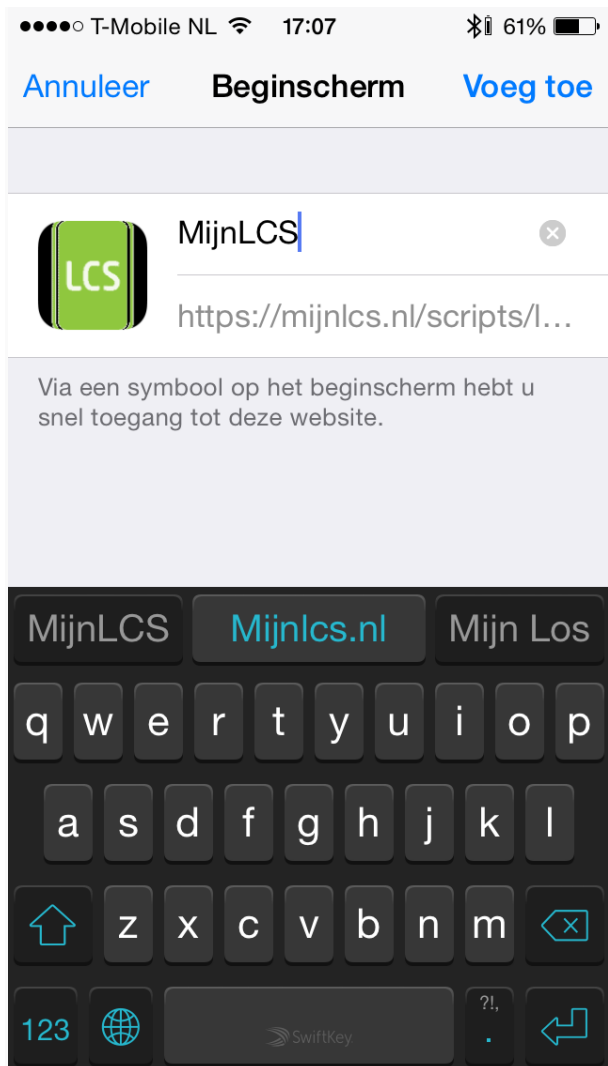 T-Mobile NL 17:07 61%
Annuleer Beginscherm Voeg toe
LCS
MijnLCS
https://mijnlcs.nl/scripts/l...
Via een symbool op het beginscherm hebt u
snel toegang tot deze website.
MijnLCS Mijnlcs.nl Mijn Los
q w e r t y u i o p
a s d f g h j k l
z x c v b n m
?!,
123 SwiftKey .